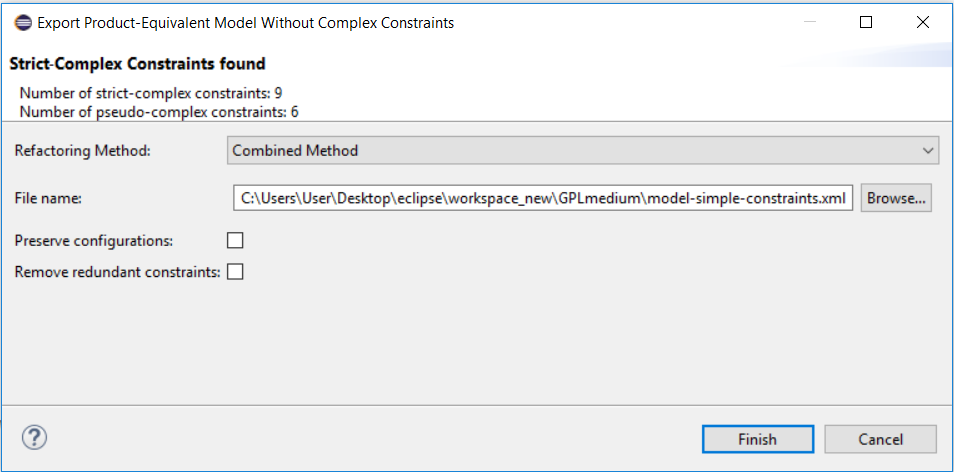 Export Product-Equivalent Model Without Complex Constraints
Strict-Complex Constraints found
Number of strict-complex constraints: 9
Number of pseudo-complex constraints: 6
Refactoring Method: Combined Method
File name: C:\Users\User\Desktop\eclipse\workspace_new\GPLmedium\model-simple-constraints.xml Browse...
Preserve configurations:
Remove redundant constraints:
? Finish Cancel